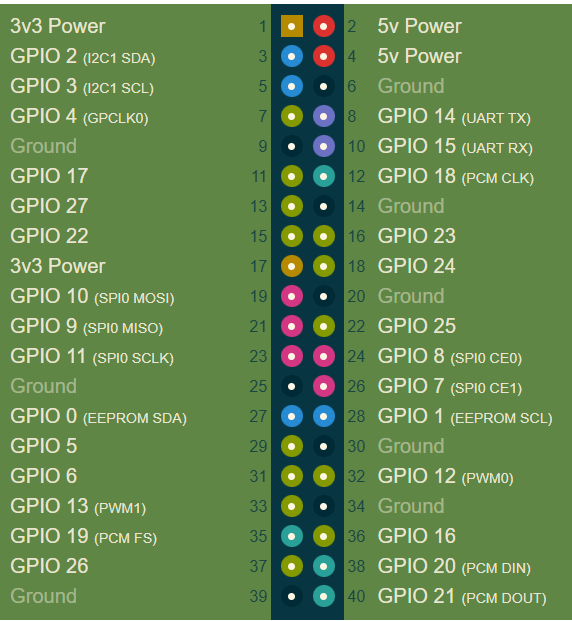 3v3 Power 1 2 5v Power
GPIO 2 (I2C1 SDA) 3 4 5v Power
GPIO 3 (I2C1 SCL) 5 6 Ground
GPIO 4 (GPCLK0) 7 8 GPIO 14 (UART TX)
Ground 9 10 GPIO 15 (UART RX)
GPIO 17 11 12 GPIO 18 (PCM CLK)
GPIO 27 13 14 Ground
GPIO 22 15 16 GPIO 23
3v3 Power 17 18 GPIO 24
GPIO 10 (SPI0 MOSI) 19 20 Ground
GPIO 9 (SPI0 MISO) 21 22 GPIO 25
GPIO 11 (SPI0 SCLK) 23 24 GPIO 8 (SPI0 CE0)
Ground 25 26 GPIO 7 (SPI0 CE1)
GPIO 0 (EEPROM SDA) 27 28 GPIO 1 (EEPROM SCL)
GPIO 5 29 30 Ground
GPIO 6 31 32 GPIO 12 (PWM0)
GPIO 13 (PWM1) 33 34 Ground
GPIO 19 (PCM FS) 35 36 GPIO 16
GPIO 26 37 38 GPIO 20 (PCM DIN)
Ground 39 40 GPIO 21 (PCM DOUT)